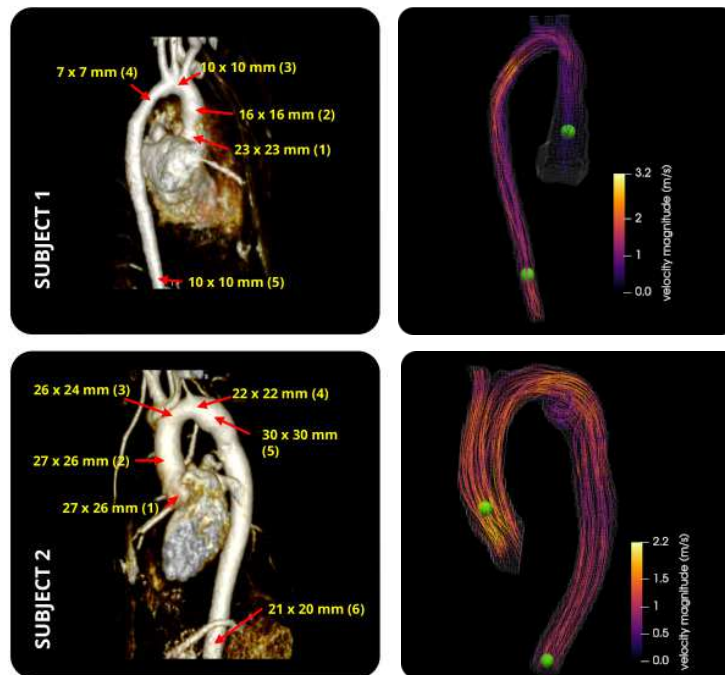 SUBJECT 1
7 x 7 mm (4)
10 x 10 mm (3)
16 x 16 mm (2)
23 x 23 mm (1)
10 x 10 mm (5)
3.2
2
1
0.0
velocity magnitude (m/s)
SUBJECT 2
26 x 24 mm (3)
22 x 22 mm (4)
30 x 30 mm
(5)
27 x 26 mm (2)
27 x 26 mm (1)
21 x 20 mm (6)
2.2
1.5
1
0.5
0.0
velocity magnitude (m/s)